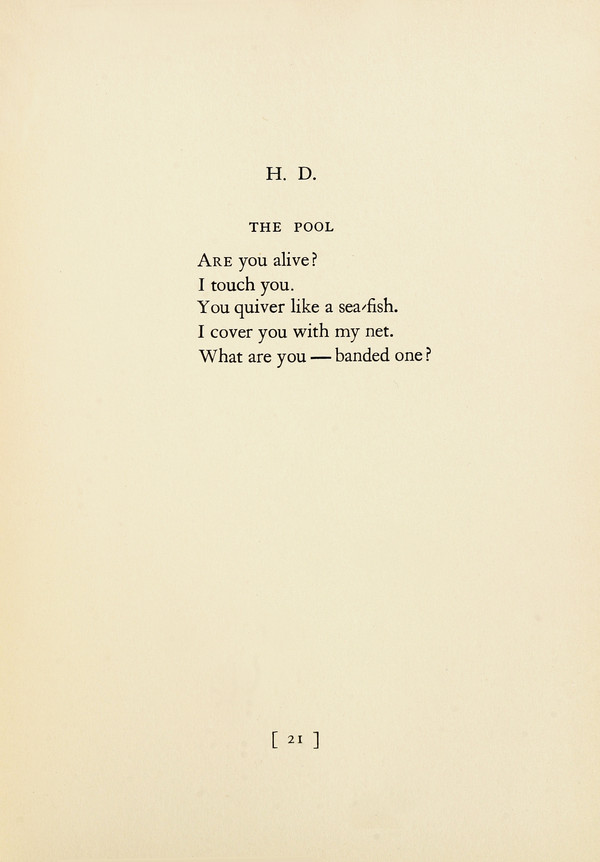 H. D.
THE POOL
ARE you alive?
I touch you.
You quiver like a sea-fish.
I cover you with my net.
What are you — banded one?
[ 21 ]